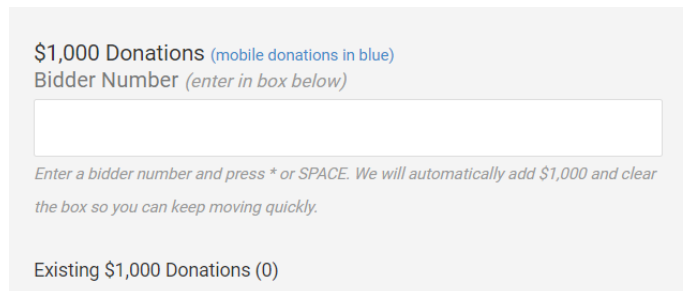 $1,000 Donations (mobile donations in blue)
Bidder Number (enter in box below)
Enter a bidder number and press * or SPACE. We will automatically add $1,000 and clear
the box so you can keep moving quickly.
Existing $1,000 Donations (0)